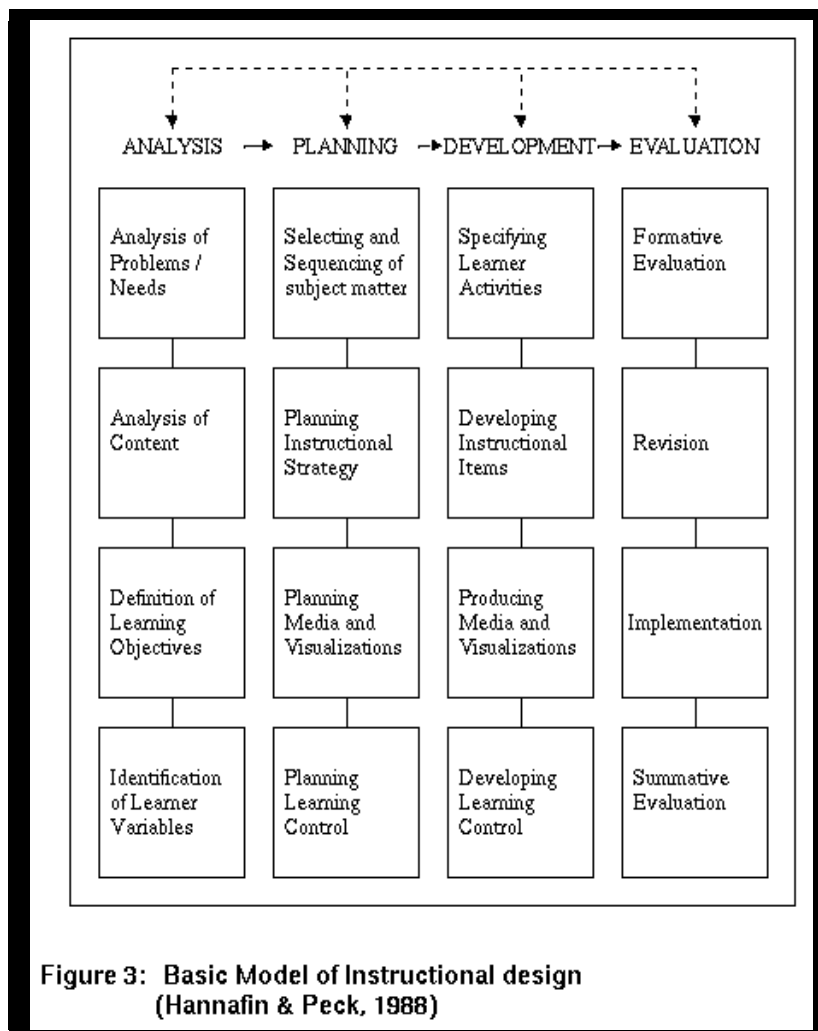 ANALYSIS PLANNING DEVELOPMENT EVALUATION
Analysis of
Problems /
Needs
Selecting and
Sequencing of
subject matter
Specifying
Learner
Activities
Formative
Evaluation
Analysis of
Content
Planning
Instructional
Strategy
Developing
Instructional
Items
Revision
Definition of
Learning
Objectives
Planning
Media and
Visualizations
Producing
Media and
Visualizations
Implementation
Identification
of Learner
Variables
Planning
Learning
Control
Developing
Learning
Control
Summative
Evaluation
Figure 3: Basic Model of Instructional design
(Hannafin & Peck, 1988)